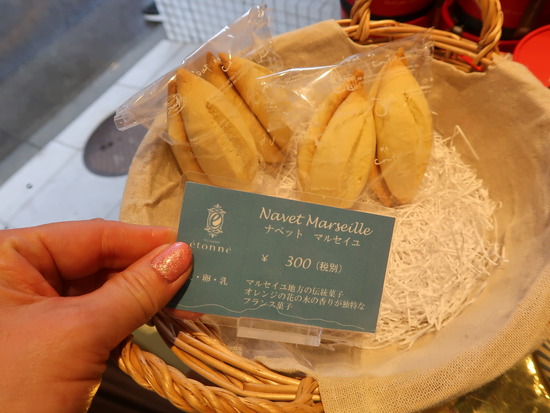 Navet Marseille
ナベット マルセイユ
étonné
¥ 300 (税別)
・卵・乳
マルセイユ地方の伝統菓子
オレンジの花の水の香りが独特な
フランス菓子